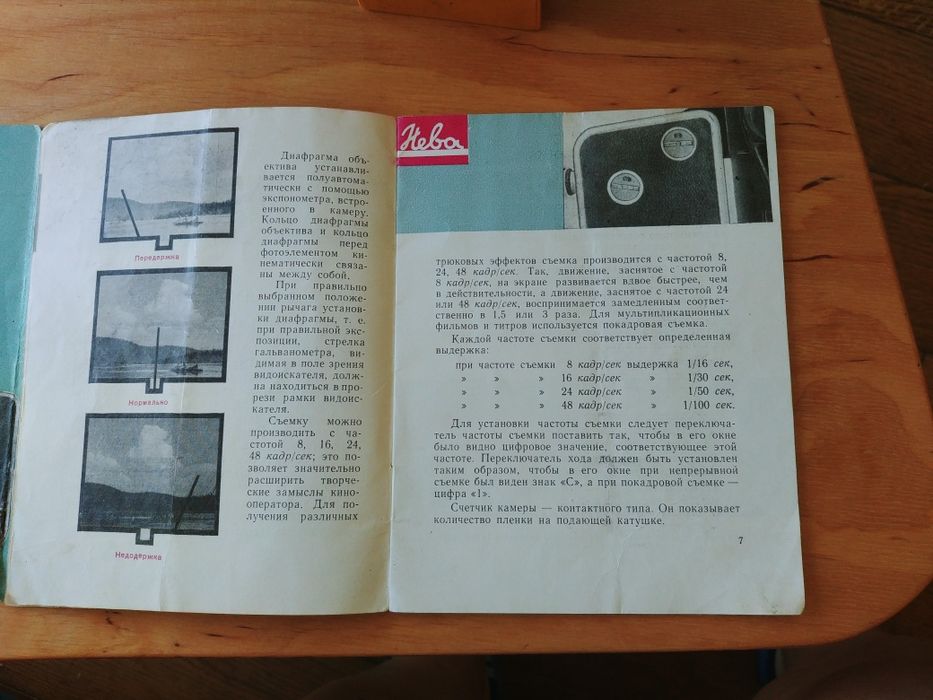 Передержка
Нормально
Недодержка
Диафрагма объ-
ектива устанавли-
вается полуавтома-
тически с помощью
экспонометра, встро-
енного в камеру.
Кольцо диафрагмы
объектива и кольцо
диафрагмы перед
фотоэлементом ки-
нематически связа-
ны между собой.
При правильно
выбранном положе-
нии рычага установ-
ки диафрагмы, т. е.
при правильной экс-
позиции, стрелка
гальванометра, ви-
димая в поле зрения
видоискателя, долж-
на находиться в про-
рези рамки видоис-
кателя.
Съемку можно
производить с ча-
стотой 8, 16, 24,
48 кадр/сек; это по-
зволяет значительно
расширить творче-
ские замыслы кино-
оператора. Для по-
лучения различных
Нева
трюковых эффектов съемка производится с частотой 8,
24, 48 кадр/сек. Так, движение, заснятое с частотой
8 кадр/сек, на экране развивается вдвое быстрее, чем
в действительности, а движение, заснятое с частотой 24
или 48 кадр/сек, воспринимается замедленным соответ-
ственно в 1,5 или 3 раза. Для мультипликационных
фильмов и титров используется покадровая съемка.
Каждой частоте съемки соответствует определенная
выдержка:
при частоте съемки 8 кадр/сек выдержка 1/16 сек,
» » » 16 кадр/сек » 1/30 сек,
» » » 24 кадр/сек » 1/50 сек,
» » » 48 кадр/сек » 1/100 сек.
Для установки частоты съемки следует переключа-
тель частоты съемки поставить так, чтобы в его окне
было видно цифровое значение, соответствующее этой
частоте. Переключатель хода должен быть установлен
таким образом, чтобы в его окне при непрерывной
съемке был виден знак «С», а при покадровой съемке —
цифра «1».
Счетчик камеры — контактного типа. Он показывает
количество пленки на подающей катушке.
7